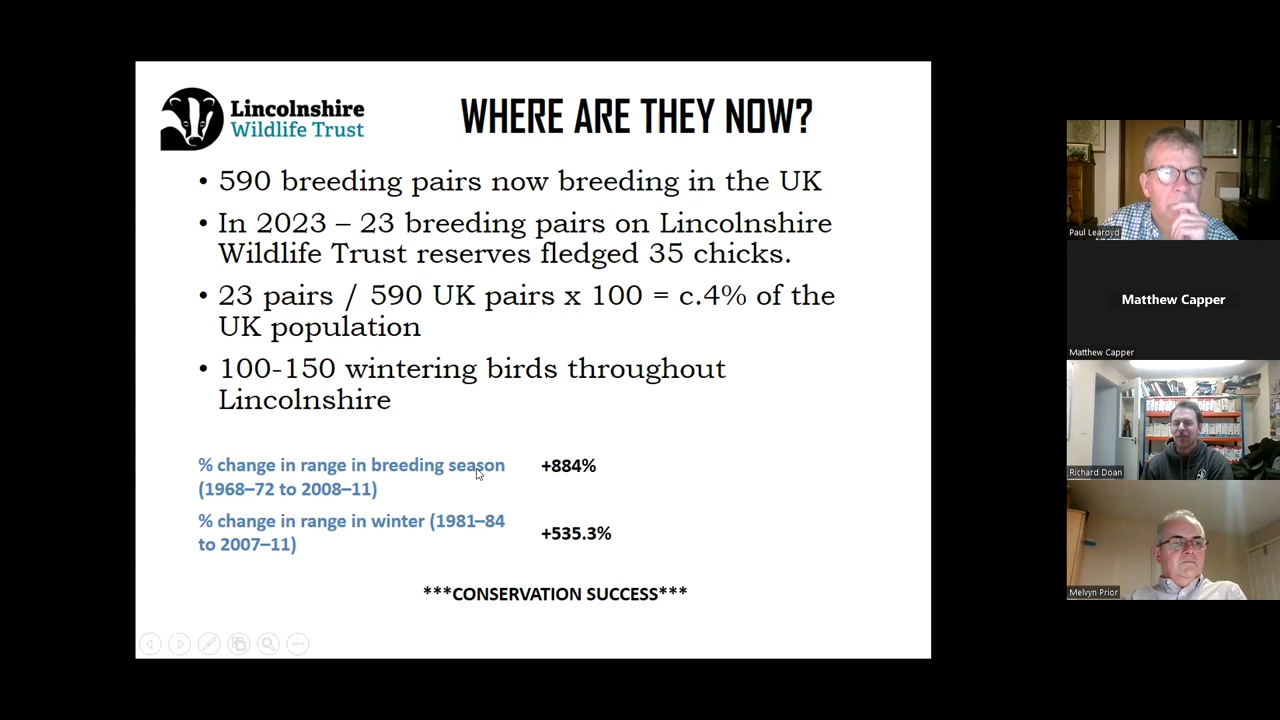 Lincolnshire
Wildlife Trust
WHERE ARE THEY NOW?
• 590 breeding pairs now breeding in the UK
• In 2023 – 23 breeding pairs on Lincolnshire
Wildlife Trust reserves fledged 35 chicks.
• 23 pairs / 590 UK pairs x 100 = c.4% of the
UK population
• 100-150 wintering birds throughout
Lincolnshire
% change in range in breeding season
(1968–72 to 2008–11)
+884%
% change in range in winter (1981–84
to 2007–11)
+535.3%
***CONSERVATION SUCCESS***
Paul Learoyd
Matthew Capper
Matthew Capper
Richard Doan
Melvyn Prior